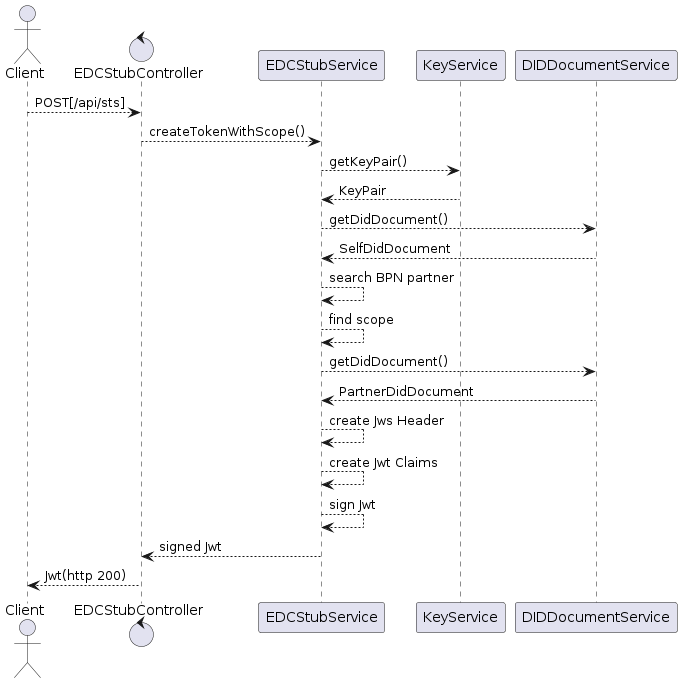 Client
EDCStubController
EDCStubService
KeyService
DIDDocumentService
POST[/api/sts]
createTokenWithScope()
getKeyPair()
KeyPair
getDidDocument()
SelfDidDocument
search BPN partner
find scope
getDidDocument()
PartnerDidDocument
create Jws Header
create Jwt Claims
sign Jwt
signed Jwt
Jwt(http 200)
Client
EDCStubController
EDCStubService
KeyService
DIDDocumentService